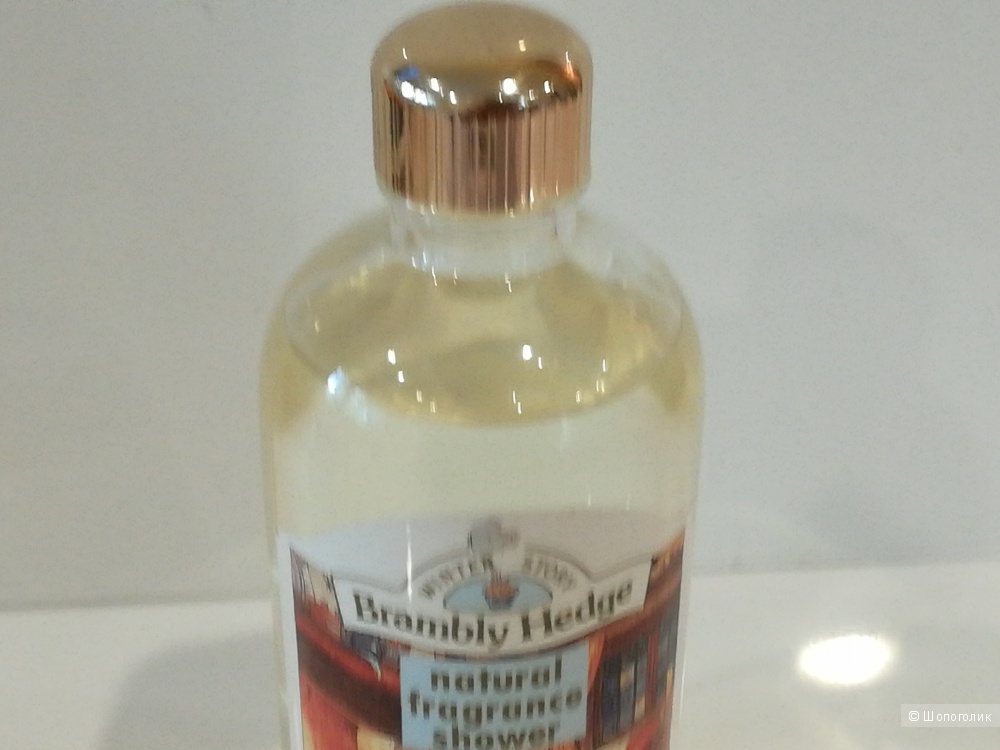 WINTER STORY
Brambly Hedge
natural
fragrance
shower
© Шопоголик